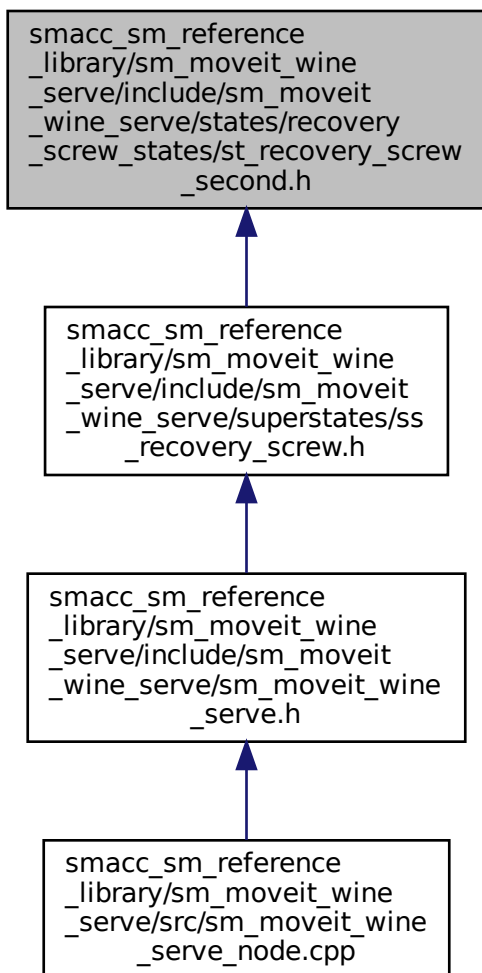 smacc_sm_reference
_library/sm_moveit_wine
_serve/include/sm_moveit
_wine_serve/states/recovery
_screw_states/st_recovery_screw
_second.h
smacc_sm_reference
_library/sm_moveit_wine
_serve/include/sm_moveit
_wine_serve/superstates/ss
_recovery_screw.h
smacc_sm_reference
_library/sm_moveit_wine
_serve/include/sm_moveit
_wine_serve/sm_moveit_wine
_serve.h
smacc_sm_reference
_library/sm_moveit_wine
_serve/src/sm_moveit_wine
_serve_node.cpp